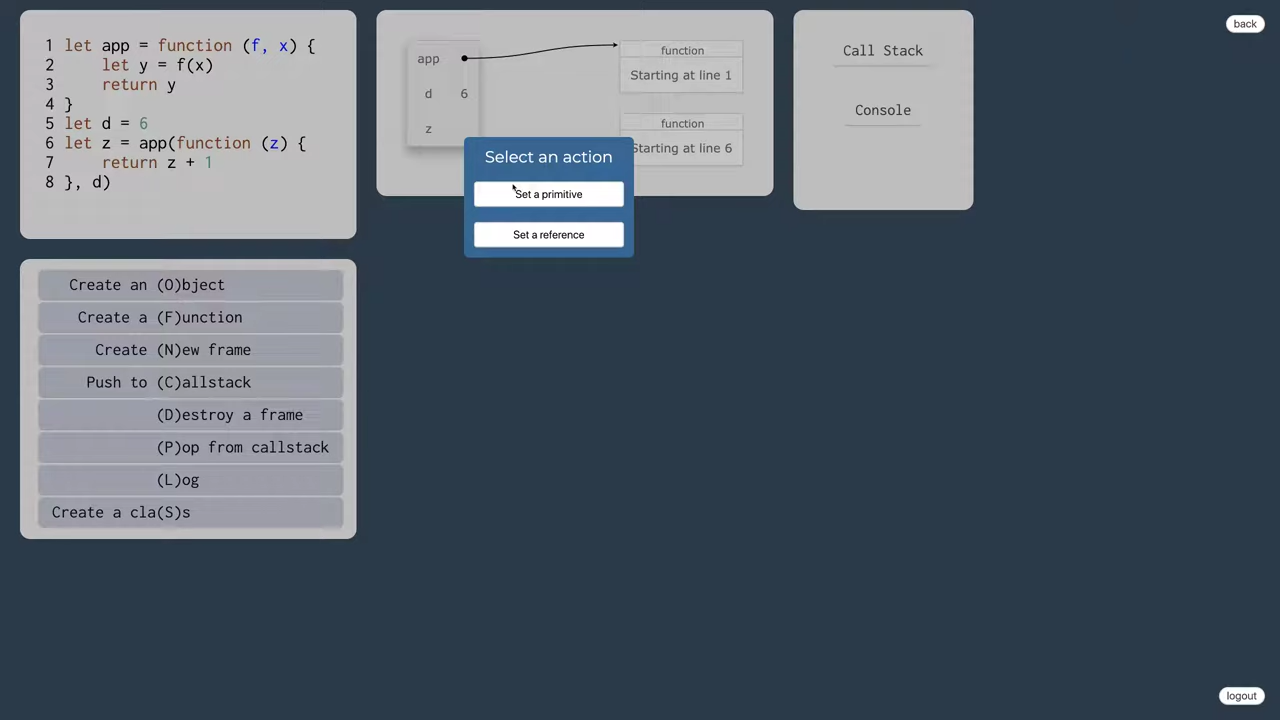 1 let app = function (f, x) {
2     let y = f(x)
3     return y
4 }
5 let d = 6
6 let z = app(function (z) {
7     return z + 1
8 }, d)
app
d 6
z
function
Starting at line 1
function
Starting at line 6
Select an action
Set a primitive
Set a reference
Call Stack
Console
back
Create an (O)bject
Create a (F)unction
Create (N)ew frame
Push to (C)allstack
(D)estroy a frame
(P)op from callstack
(L)og
Create a cla(S)s
logout